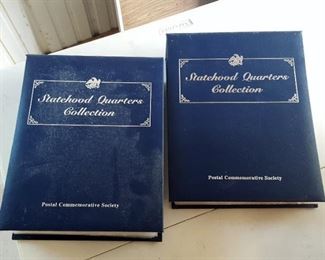 Statehood Quarters
Collection
Postal Commemorative Society
Statehood Quarters
Collection
Postal Commemorative Society